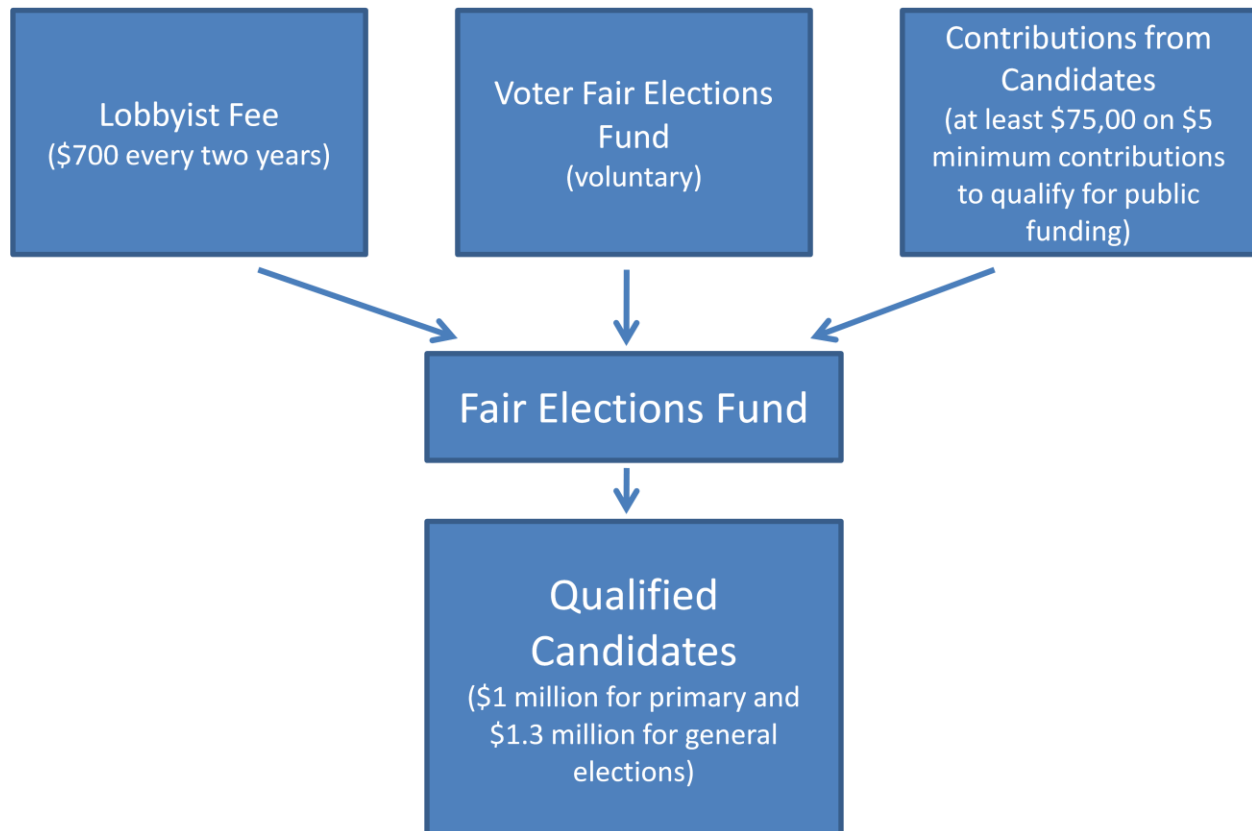 Lobbyist Fee
($700 every two years)
Voter Fair Elections
Fund
(voluntary)
Contributions from
Candidates
(at least $75,00 on $5
minimum contributions
to qualify for public
funding)
Fair Elections Fund
Qualified
Candidates
($1 million for primary and
$1.3 million for general
elections)